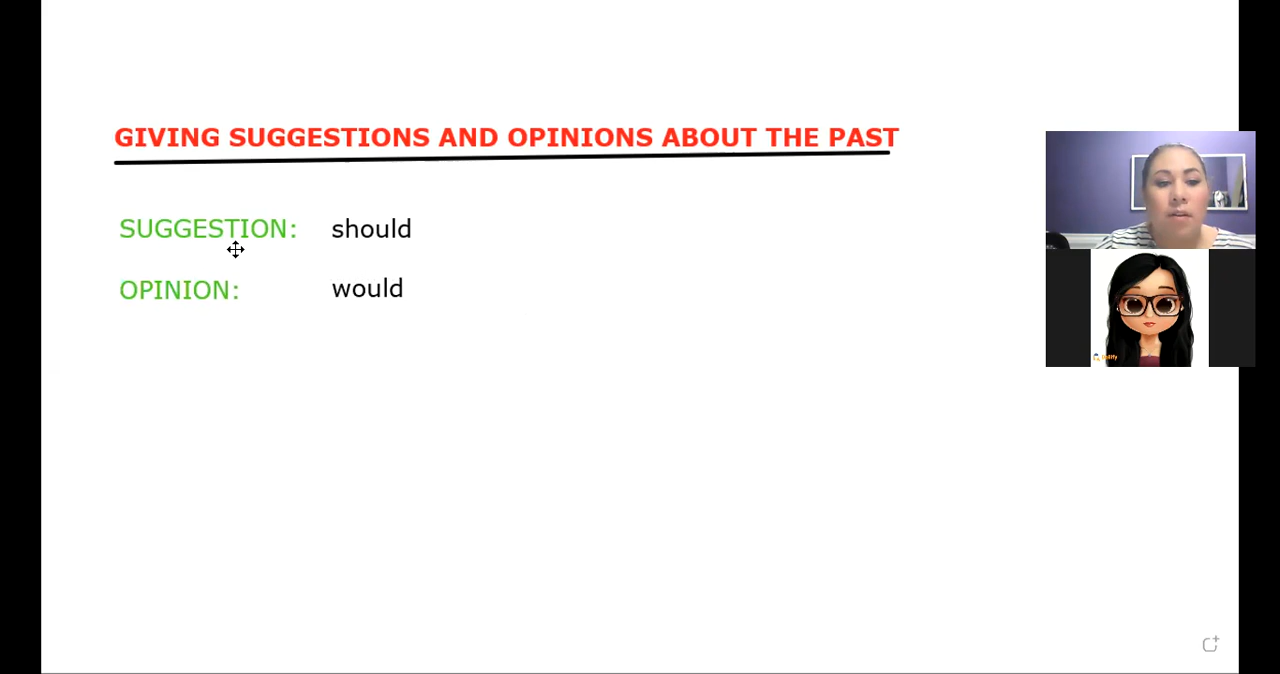 GIVING SUGGESTIONS AND OPINIONS ABOUT THE PAST
SUGGESTION: should
OPINION: would